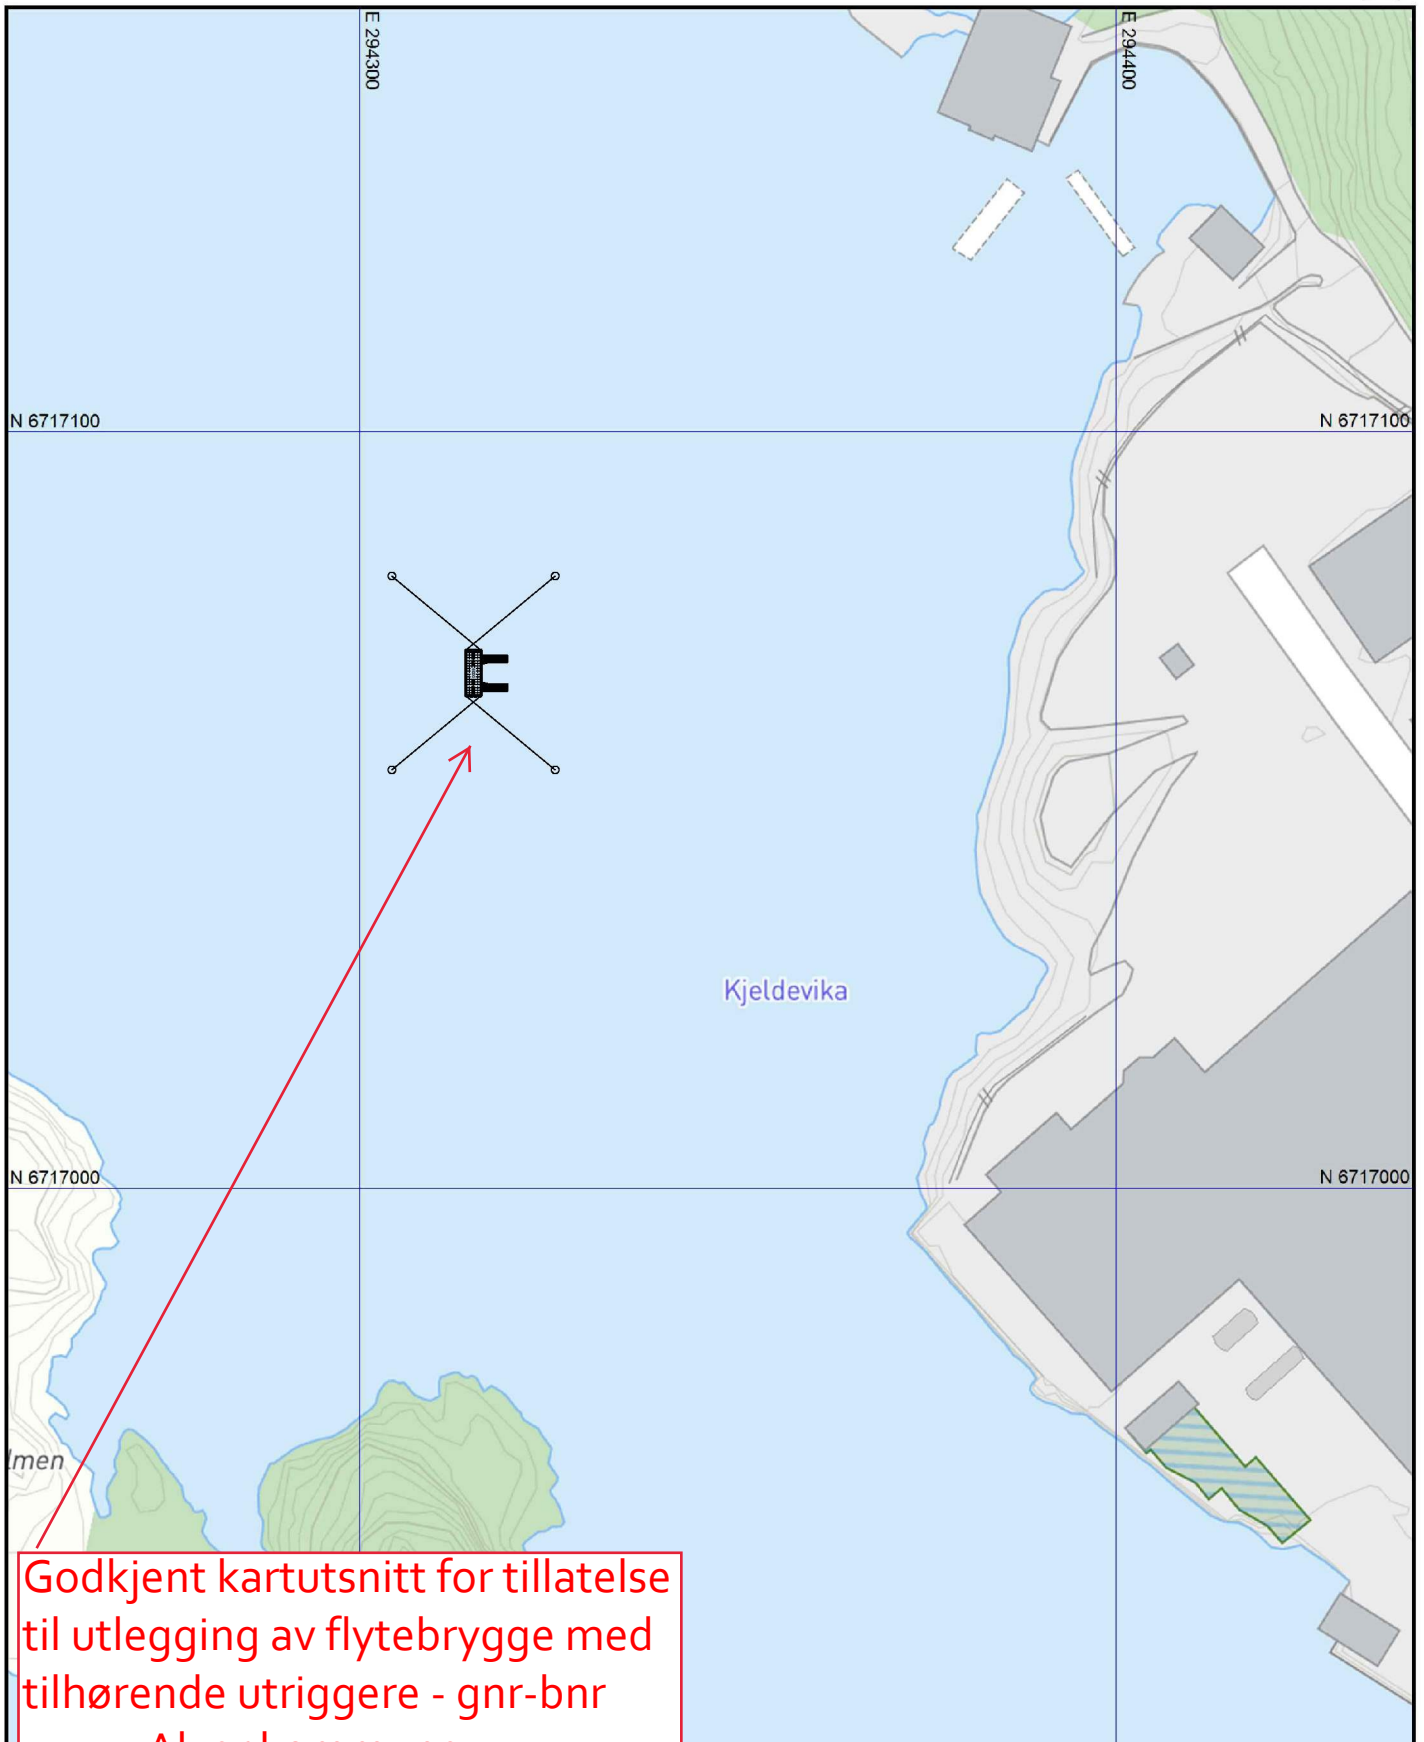 E 294300
E 294400
N 6717100
N 6717100
Kjeldevika
N 6717000
N 6717000
lmen
Godkjent kartutsnitt for tillatelse
til utlegging av flytebrygge med
tilhørende utriggere - gnr-bnr